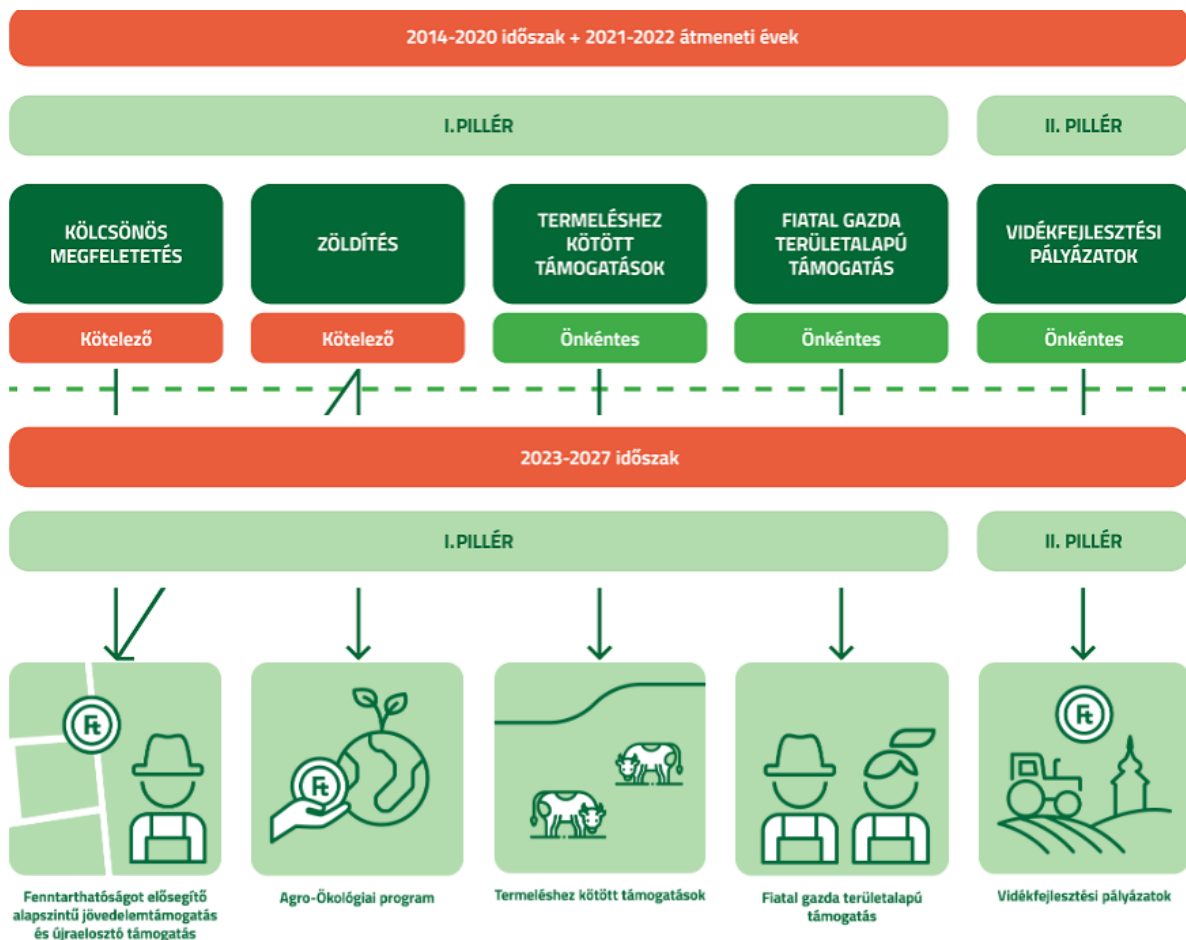 2014-2020 időszak + 2021-2022 átmeneti évek
I.PILLÉR
II. PILLÉR
KÖLCSÖNÖS
MEGFELETETÉS
ZÖLDÍTÉS
TERMELÉSHEZ
KÖTÖTT
TÁMOGATÁSOK
FIATAL GAZDA
TERÜLETALAPÚ
TÁMOGATÁS
VIDÉKFEJLESZTÉSI
PÁLYÁZATOK
Kötelező
Kötelező
Önkéntes
Önkéntes
Önkéntes
2023-2027 időszak
I.PILLÉR
II. PILLÉR
Ft
Ft
Ft
Fenntarthatóságot elősegítő
alapszintű jövedelemtámogatás
és újraelosztó támogatás
Agro-Ökológiai program
Termeléshez kötött támogatások
Fiatal gazda területalapú
támogatás
Vidékfejlesztési pályázatok